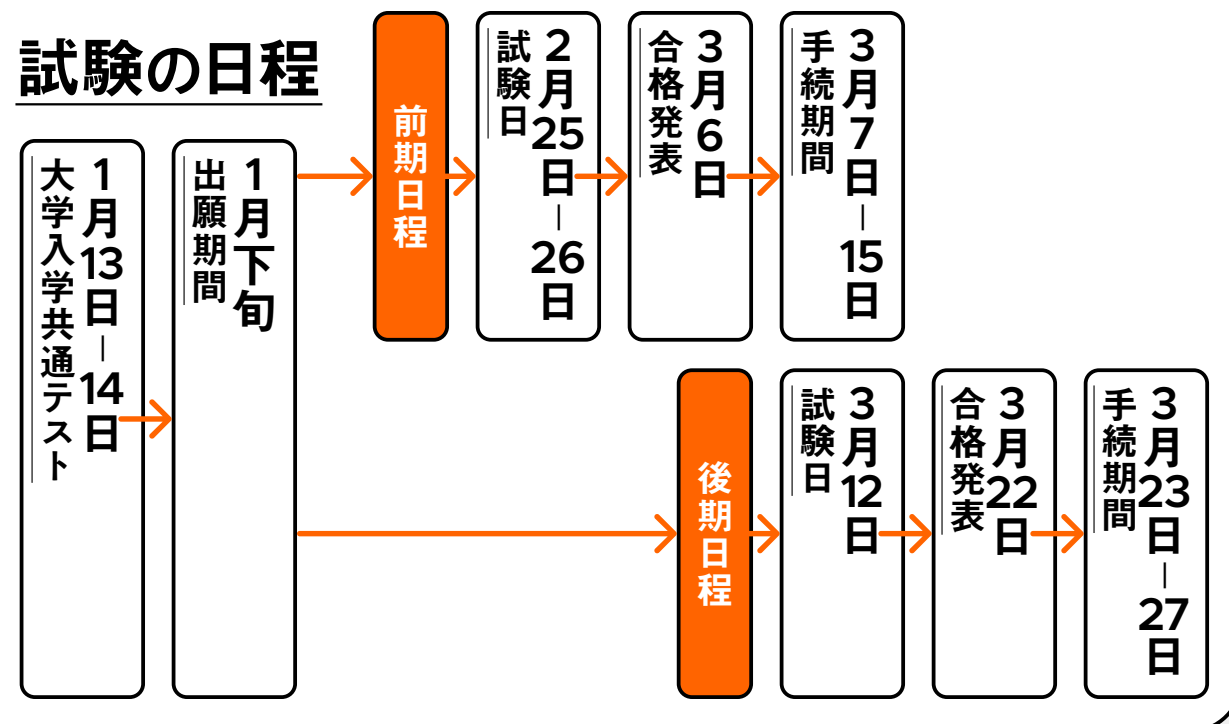 試験の日程
大学入学共通テスト
1月13日–14日
出願期間
1月下旬
前期日程
試験日
2月25日–26日
合格発表
3月6日
手続期間
3月7日–15日
後期日程
試験日
3月12日
合格発表
3月22日
手続期間
3月23日–27日